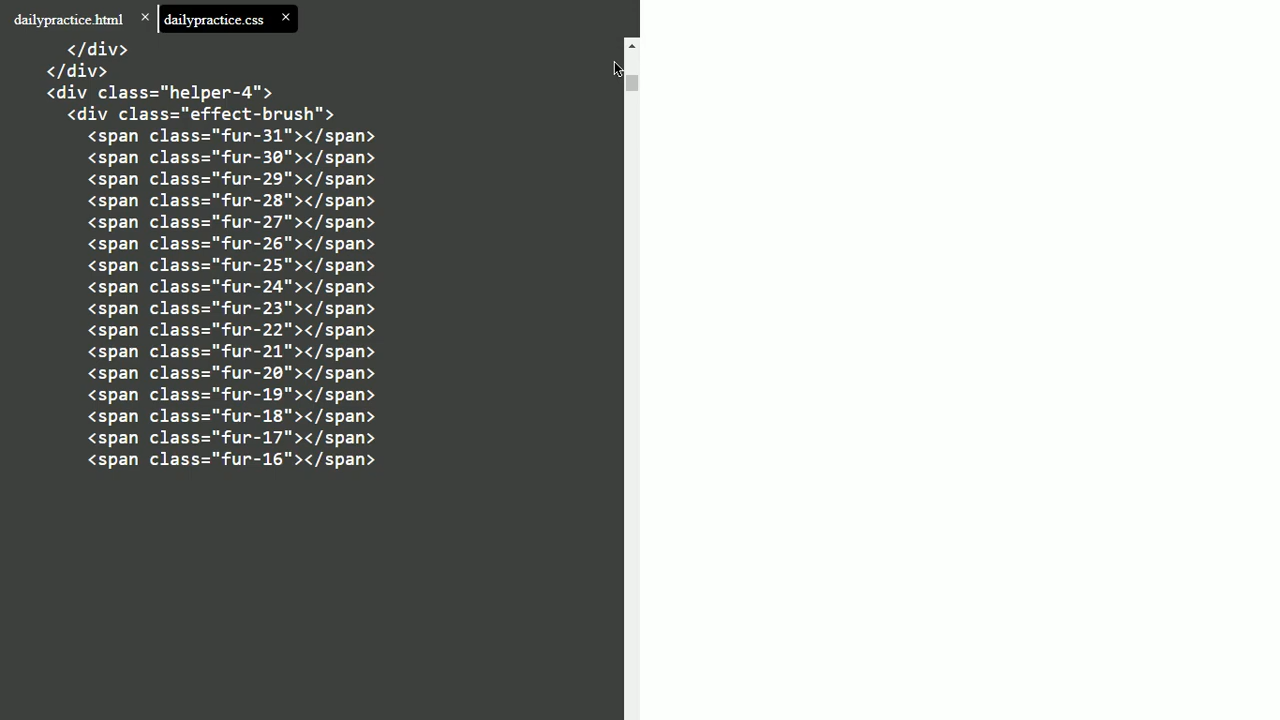 dailypractice.html × dailypractice.css ×
</div>
</div>
<div class="helper-4">
<div class="effect-brush">
<span class="fur-31"></span>
<span class="fur-30"></span>
<span class="fur-29"></span>
<span class="fur-28"></span>
<span class="fur-27"></span>
<span class="fur-26"></span>
<span class="fur-25"></span>
<span class="fur-24"></span>
<span class="fur-23"></span>
<span class="fur-22"></span>
<span class="fur-21"></span>
<span class="fur-20"></span>
<span class="fur-19"></span>
<span class="fur-18"></span>
<span class="fur-17"></span>
<span class="fur-16"></span>